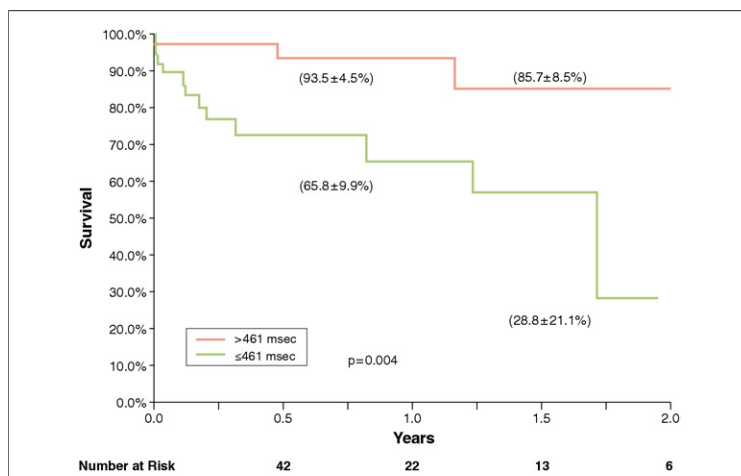 100.0%
90.0%
80.0%
70.0%
60.0%
50.0%
40.0%
30.0%
20.0%
10.0%
0.0%
Survival
(93.5±4.5%)
(85.7±8.5%)
(65.8±9.9%)
(28.8±21.1%)
>461 msec
≤461 msec
p=0.004
0.0 0.5 1.0 1.5 2.0
Years
Number at Risk 42 22 13 6